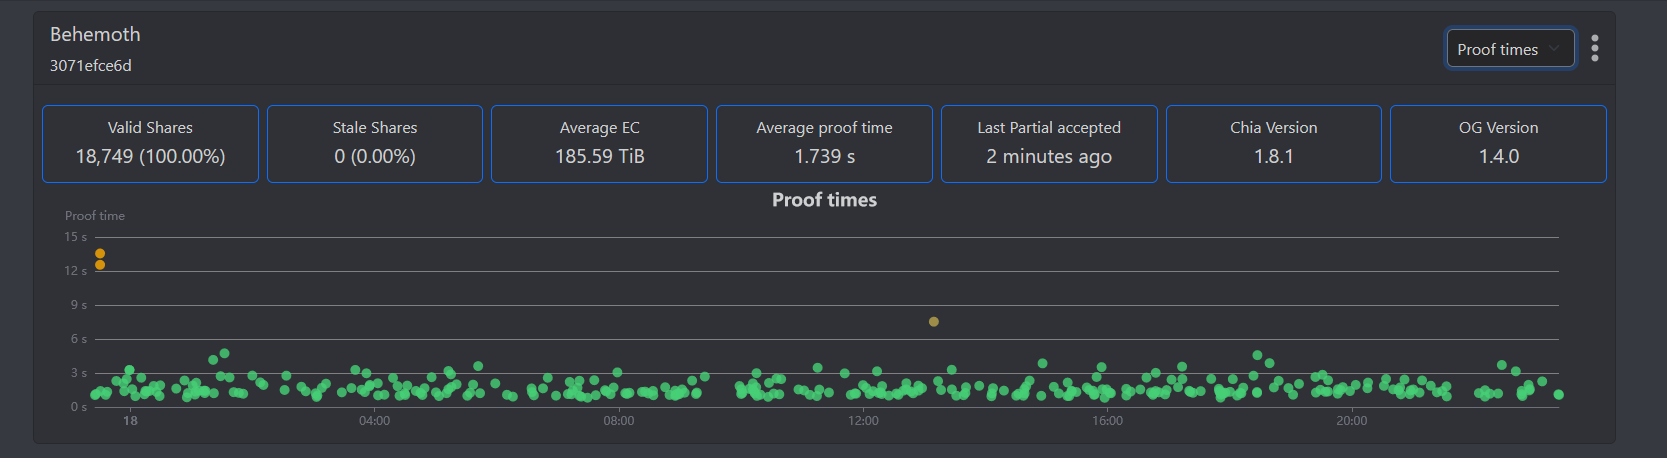 Behemoth
3071efce6d
Proof times
Valid Shares
18,749 (100.00%)
Stale Shares
0 (0.00%)
Average EC
185.59 TiB
Average proof time
1.739 s
Last Partial accepted
2 minutes ago
Chia Version
1.8.1
OG Version
1.4.0
Proof times
Proof time
15 s
12 s
9 s
6 s
3 s
0 s
18
04:00
08:00
12:00
16:00
20:00